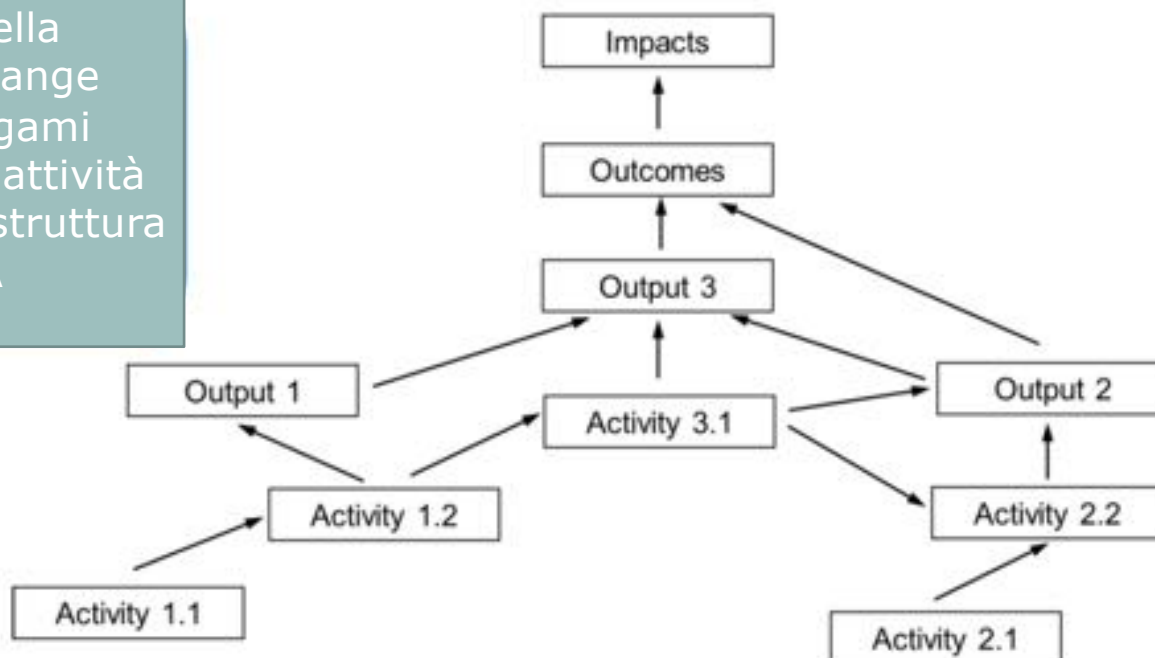 ella
ange
gami
attività
struttura
Impacts
Outcomes
Output 3
Output 1
Output 2
Activity 3.1
Activity 1.2
Activity 2.2
Activity 1.1
Activity 2.1